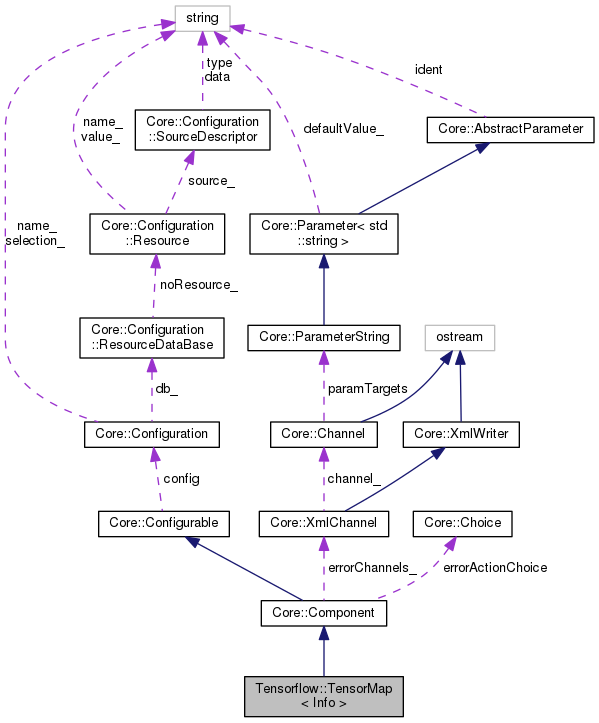 string
type
data
ident
name_
value_
Core::Configuration
::SourceDescriptor
defaultValue_
Core::AbstractParameter
source_
name_
selection_
Core::Configuration
::Resource
Core::Parameter< std
::string >
noResource_
Core::Configuration
::ResourceDataBase
Core::ParameterString
ostream
db_
paramTargets
Core::Configuration
Core::Channel
Core::XmlWriter
config
channel_
Core::Configurable
Core::XmlChannel
Core::Choice
errorChannels_
errorActionChoice
Core::Component
Tensorflow::TensorMap
< Info >